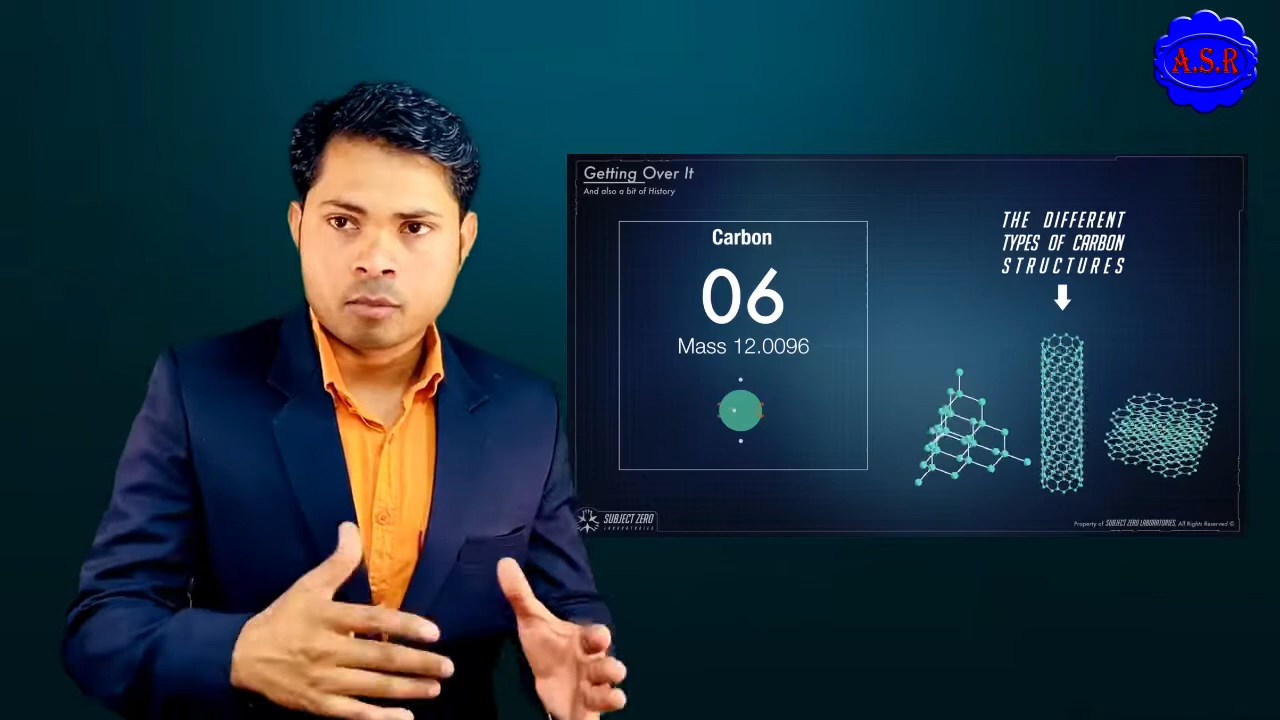 A.S.R
Getting Over It
And also a bit of History
Carbon
06
Mass 12.0096
THE DIFFERENT
TYPES OF CARBON
STRUCTURES
SUBJECT ZERO
LABORATORIES
Property of SUBJECT ZERO LABORATORIES, All Rights Reserved ©